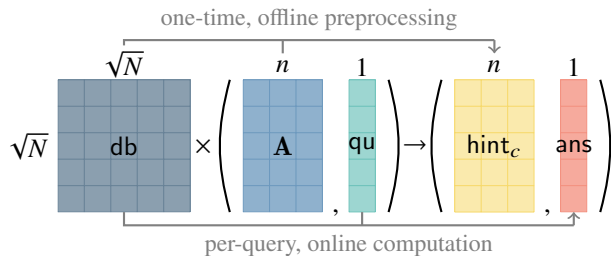 one-time, offline preprocessing
√N n 1 n 1
√N db × ( A , qu ) → ( hint_c , ans )
per-query, online computation